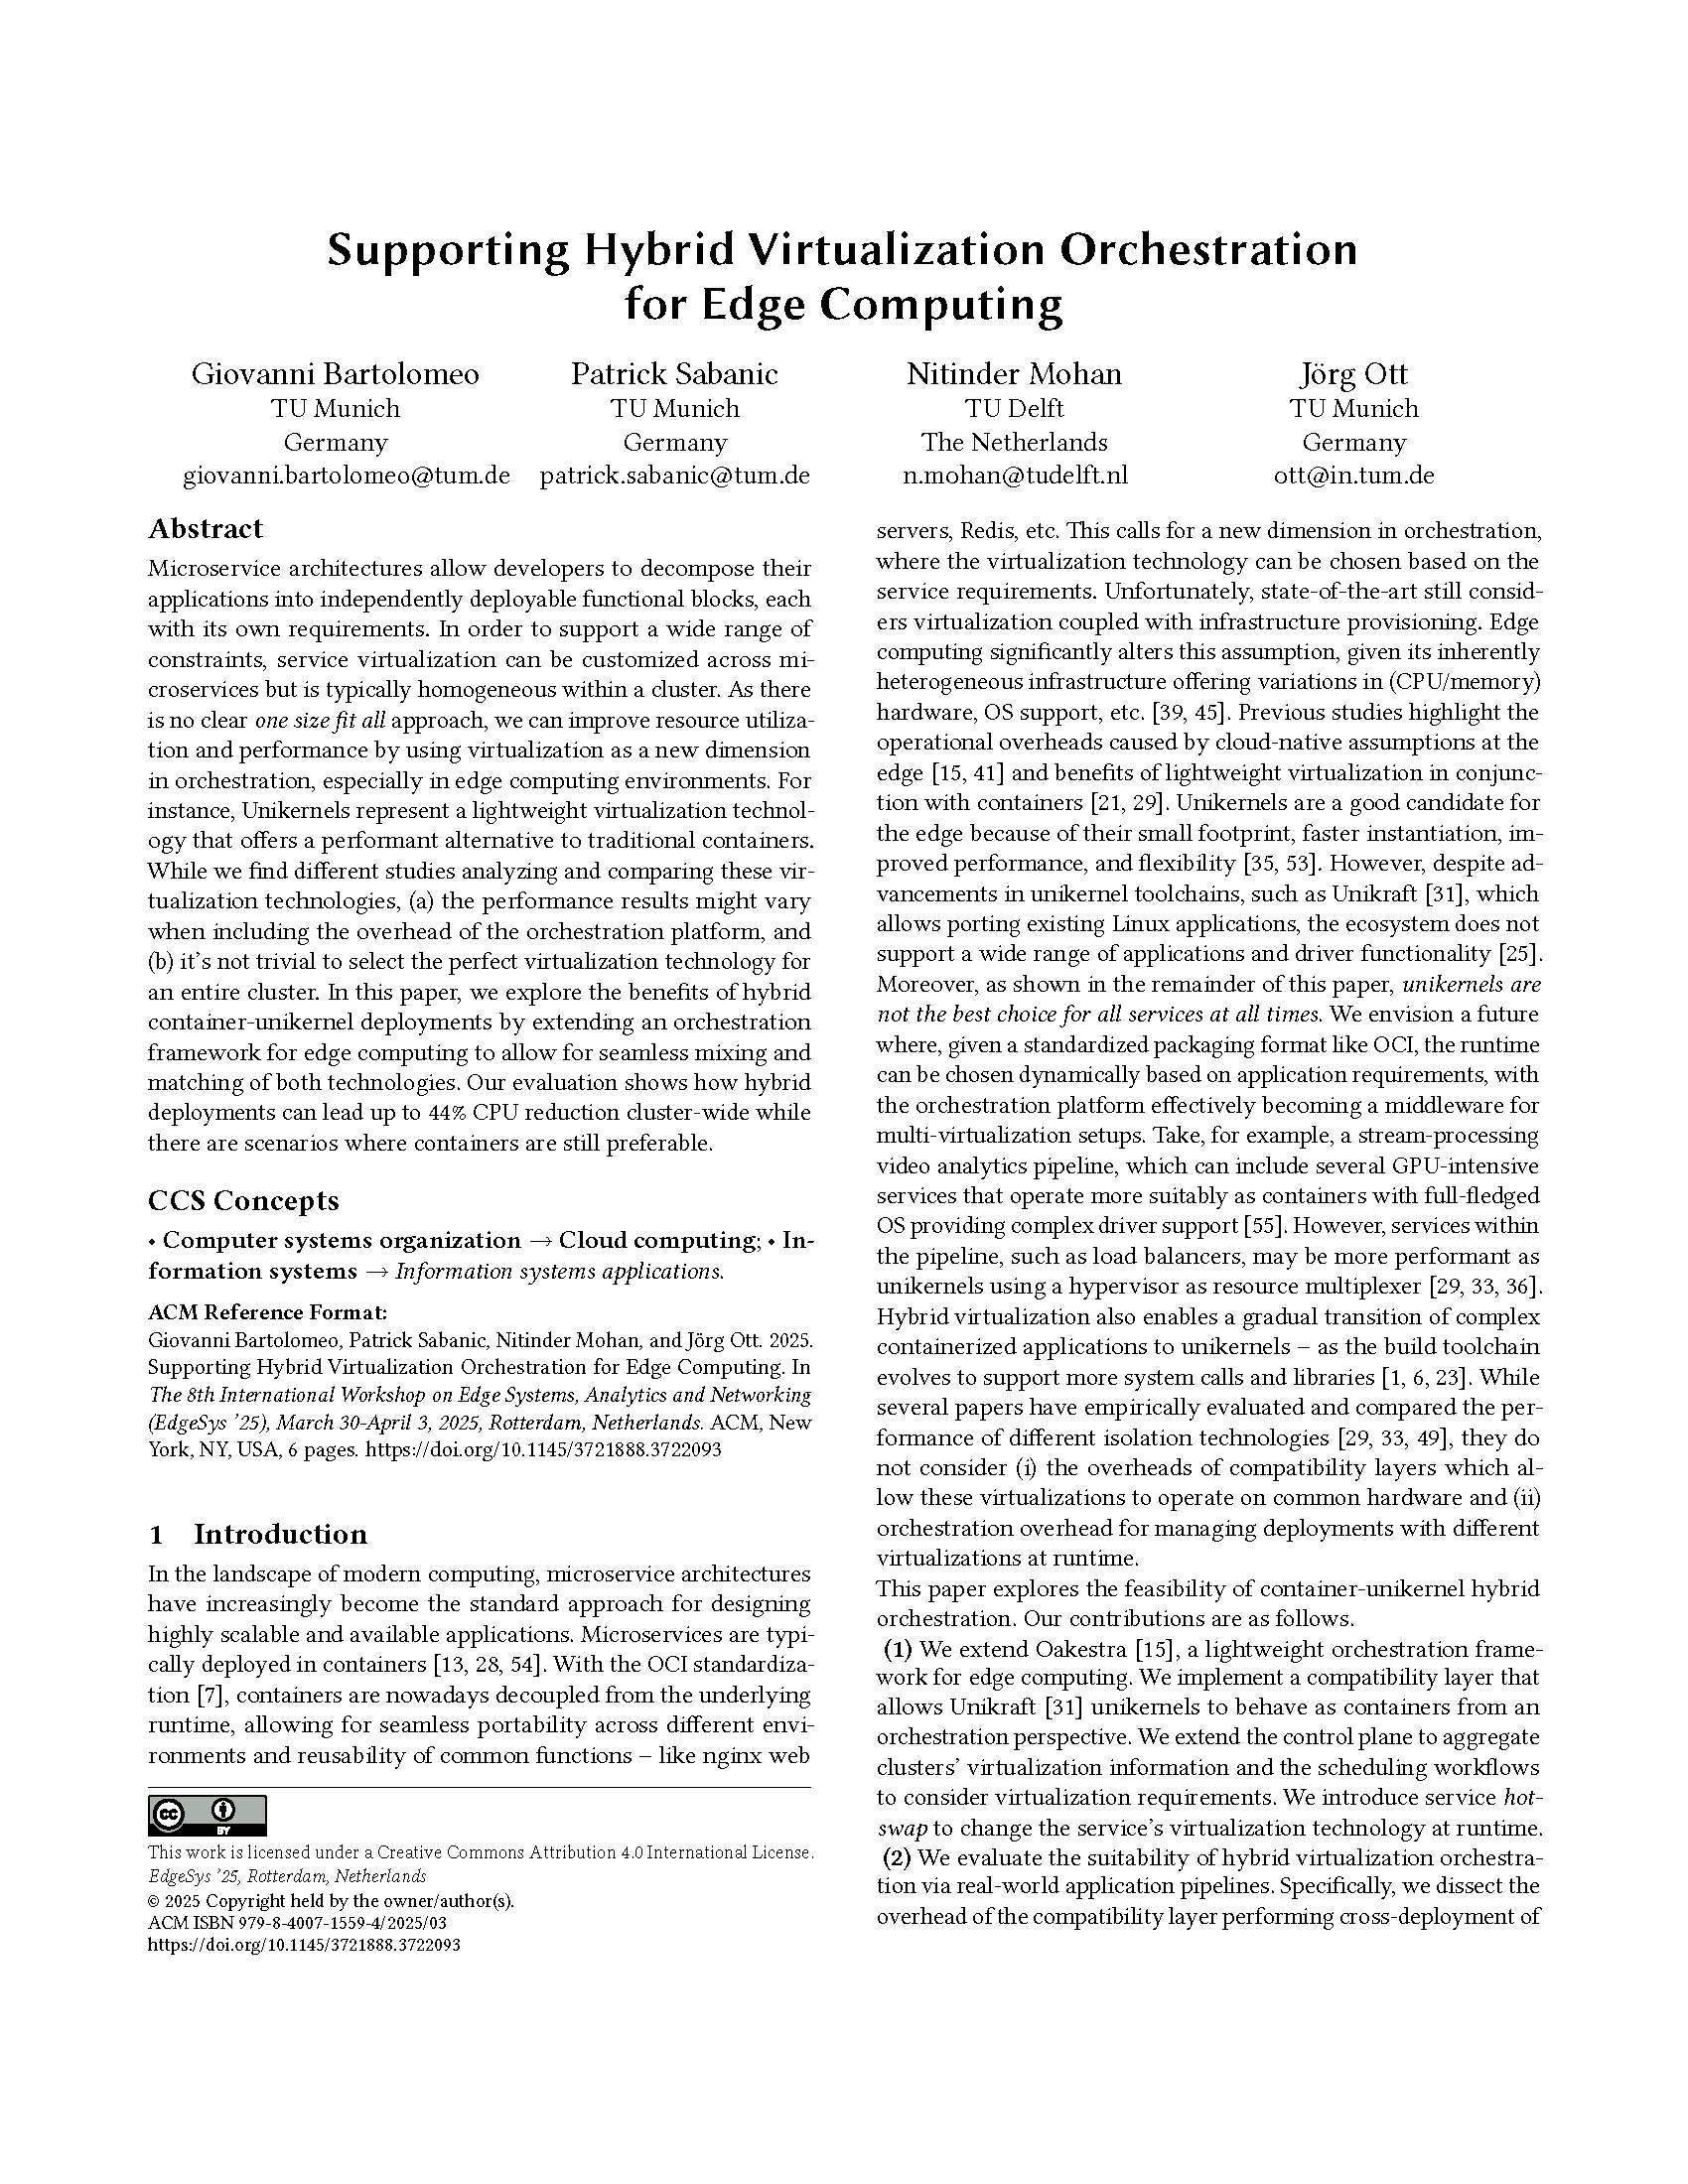 Supporting Hybrid Virtualization Orchestration
for Edge Computing
Giovanni Bartolomeo
TU Munich
Germany
giovanni.bartolomeo@tum.de
Patrick Sabanic
TU Munich
Germany
patrick.sabanic@tum.de
Nitinder Mohan
TU Delft
The Netherlands
n.mohan@tudelft.nl
Jörg Ott
TU Munich
Germany
ott@in.tum.de
Abstract
Microservice architectures allow developers to decompose their
applications into independently deployable functional blocks, each
with its own requirements. In order to support a wide range of
constraints, service virtualization can be customized across mi-
croservices but is typically homogeneous within a cluster. As there
is no clear one size fit all approach, we can improve resource utiliza-
tion and performance by using virtualization as a new dimension
in orchestration, especially in edge computing environments. For
instance, Unikernels represent a lightweight virtualization technol-
ogy that offers a performant alternative to traditional containers.
While we find different studies analyzing and comparing these vir-
tualization technologies, (a) the performance results might vary
when including the overhead of the orchestration platform, and
(b) it's not trivial to select the perfect virtualization technology for
an entire cluster. In this paper, we explore the benefits of hybrid
container-unikernel deployments by extending an orchestration
framework for edge computing to allow for seamless mixing and
matching of both technologies. Our evaluation shows how hybrid
deployments can lead up to 44% CPU reduction cluster-wide while
there are scenarios where containers are still preferable.
CCS Concepts
• Computer systems organization → Cloud computing; • In-
formation systems → Information systems applications.
ACM Reference Format:
Giovanni Bartolomeo, Patrick Sabanic, Nitinder Mohan, and Jörg Ott. 2025.
Supporting Hybrid Virtualization Orchestration for Edge Computing. In
The 8th International Workshop on Edge Systems, Analytics and Networking
(EdgeSys '25), March 30-April 3, 2025, Rotterdam, Netherlands. ACM, New
York, NY, USA, 6 pages. https://doi.org/10.1145/3721888.3722093
1 Introduction
In the landscape of modern computing, microservice architectures
have increasingly become the standard approach for designing
highly scalable and available applications. Microservices are typi-
cally deployed in containers [13, 28, 54]. With the OCI standardiza-
tion [7], containers are nowadays decoupled from the underlying
runtime, allowing for seamless portability across different envi-
ronments and reusability of common functions – like nginx web
cc
BY
This work is licensed under a Creative Commons Attribution 4.0 International License.
EdgeSys '25, Rotterdam, Netherlands
© 2025 Copyright held by the owner/author(s).
ACM ISBN 979-8-4007-1559-4/2025/03
https://doi.org/10.1145/3721888.3722093
servers, Redis, etc. This calls for a new dimension in orchestration,
where the virtualization technology can be chosen based on the
service requirements. Unfortunately, state-of-the-art still consid-
ers virtualization coupled with infrastructure provisioning. Edge
computing significantly alters this assumption, given its inherently
heterogeneous infrastructure offering variations in (CPU/memory)
hardware, OS support, etc. [39, 45]. Previous studies highlight the
operational overheads caused by cloud-native assumptions at the
edge [15, 41] and benefits of lightweight virtualization in conjunc-
tion with containers [21, 29]. Unikernels are a good candidate for
the edge because of their small footprint, faster instantiation, im-
proved performance, and flexibility [35, 53]. However, despite ad-
vancements in unikernel toolchains, such as Unikraft [31], which
allows porting existing Linux applications, the ecosystem does not
support a wide range of applications and driver functionality [25].
Moreover, as shown in the remainder of this paper, unikernels are
not the best choice for all services at all times. We envision a future
where, given a standardized packaging format like OCI, the runtime
can be chosen dynamically based on application requirements, with
the orchestration platform effectively becoming a middleware for
multi-virtualization setups. Take, for example, a stream-processing
video analytics pipeline, which can include several GPU-intensive
services that operate more suitably as containers with full-fledged
OS providing complex driver support [55]. However, services within
the pipeline, such as load balancers, may be more performant as
unikernels using a hypervisor as resource multiplexer [29, 33, 36].
Hybrid virtualization also enables a gradual transition of complex
containerized applications to unikernels – as the build toolchain
evolves to support more system calls and libraries [1, 6, 23]. While
several papers have empirically evaluated and compared the per-
formance of different isolation technologies [29, 33, 49], they do
not consider (i) the overheads of compatibility layers which al-
low these virtualizations to operate on common hardware and (ii)
orchestration overhead for managing deployments with different
virtualizations at runtime.
This paper explores the feasibility of container-unikernel hybrid
orchestration. Our contributions are as follows.
(1) We extend Oakestra [15], a lightweight orchestration frame-
work for edge computing. We implement a compatibility layer that
allows Unikraft [31] unikernels to behave as containers from an
orchestration perspective. We extend the control plane to aggregate
clusters' virtualization information and the scheduling workflows
to consider virtualization requirements. We introduce service hot-
swap to change the service's virtualization technology at runtime.
(2) We evaluate the suitability of hybrid virtualization orchestra-
tion via real-world application pipelines. Specifically, we dissect the
overhead of the compatibility layer performing cross-deployment of